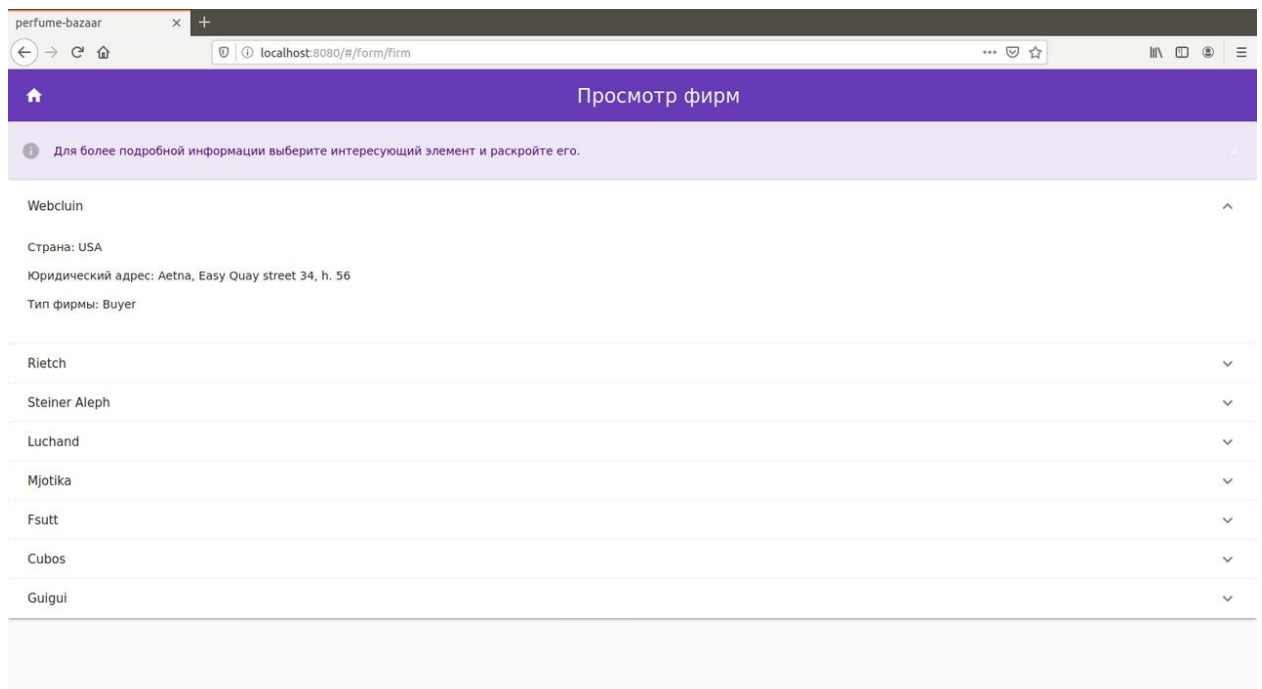 perfume-bazaar
localhost:8080/#/form/firm
Просмотр фирм
Для более подробной информации выберите интересующий элемент и раскройте его.
Webcluin
Страна: USA
Юридический адрес: Aetna, Easy Quay street 34, h. 56
Тип фирмы: Buyer
Rietch
Steiner Aleph
Luchand
Mjotika
Fsutt
Cubos
Guigui